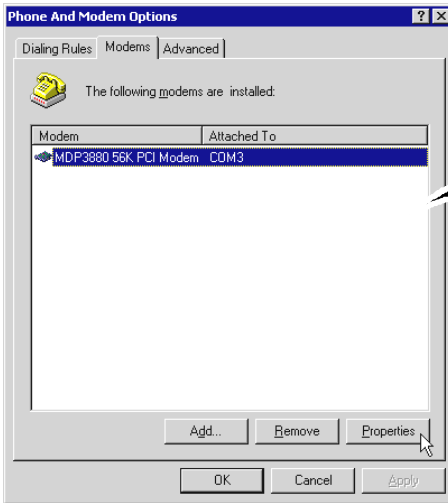 Phone And Modem Options
Dialing Rules Modems Advanced
The following modems are installed:
Modem Attached To
MDP3880 56K PCI Modem COM3
Add... Remove Properties
OK Cancel Apply